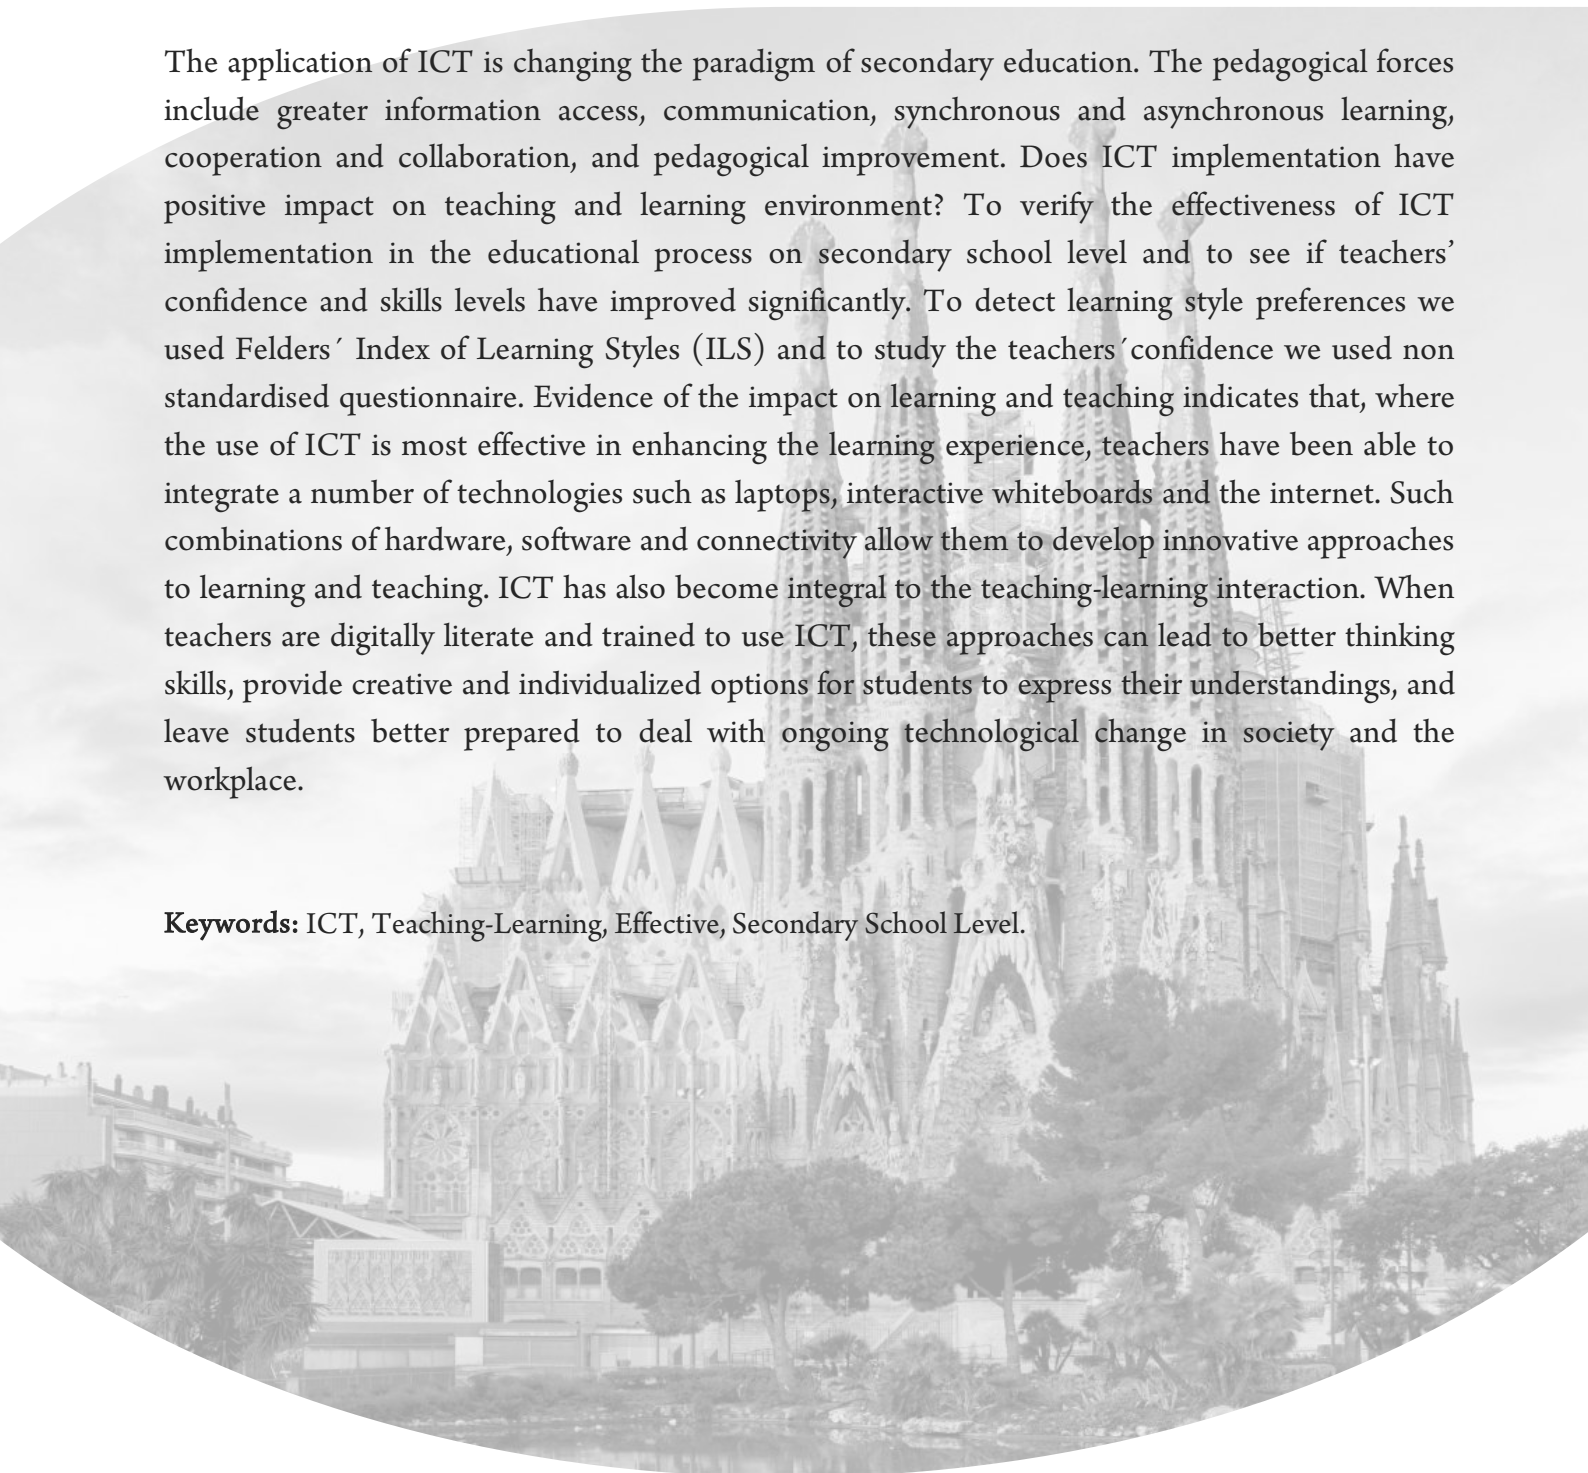 The application of ICT is changing the paradigm of secondary education. The pedagogical forces
include greater information access, communication, synchronous and asynchronous learning,
cooperation and collaboration, and pedagogical improvement. Does ICT implementation have
positive impact on teaching and learning environment? To verify the effectiveness of ICT
implementation in the educational process on secondary school level and to see if teachers’
confidence and skills levels have improved significantly. To detect learning style preferences we
used Felders´ Index of Learning Styles (ILS) and to study the teachers´confidence we used non
standardised questionnaire. Evidence of the impact on learning and teaching indicates that, where
the use of ICT is most effective in enhancing the learning experience, teachers have been able to
integrate a number of technologies such as laptops, interactive whiteboards and the internet. Such
combinations of hardware, software and connectivity allow them to develop innovative approaches
to learning and teaching. ICT has also become integral to the teaching-learning interaction. When
teachers are digitally literate and trained to use ICT, these approaches can lead to better thinking
skills, provide creative and individualized options for students to express their understandings, and
leave students better prepared to deal with ongoing technological change in society and the
workplace.
Keywords: ICT, Teaching-Learning, Effective, Secondary School Level.